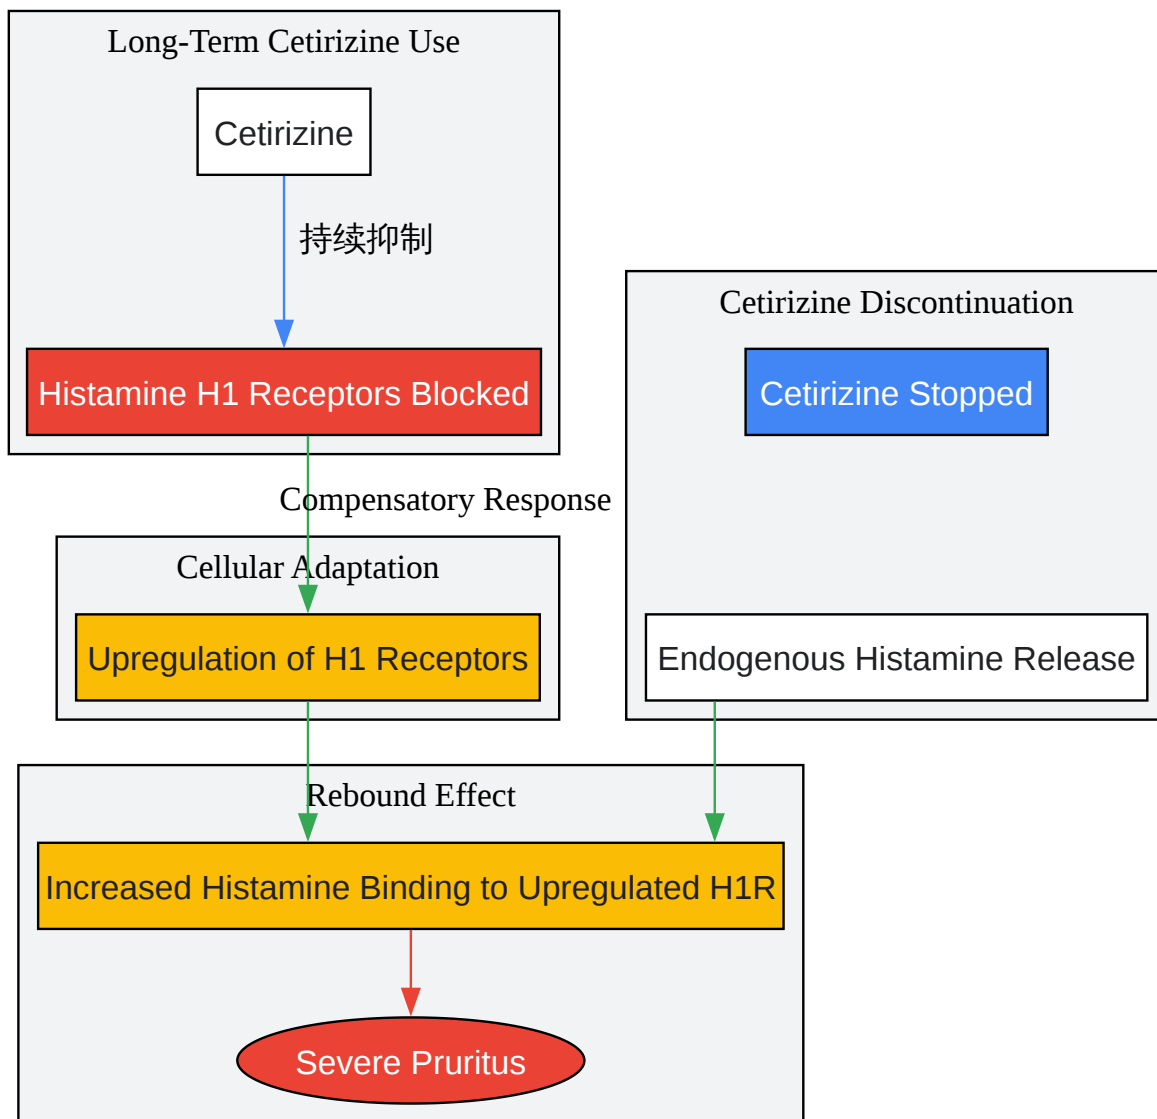 Long-Term Cetirizine Use
Cetirizine
持续抑制
Histamine H1 Receptors Blocked
Cetirizine Discontinuation
Cetirizine Stopped
Compensatory Response
Cellular Adaptation
Upregulation of H1 Receptors
Endogenous Histamine Release
Rebound Effect
Increased Histamine Binding to Upregulated H1R
Severe Pruritus